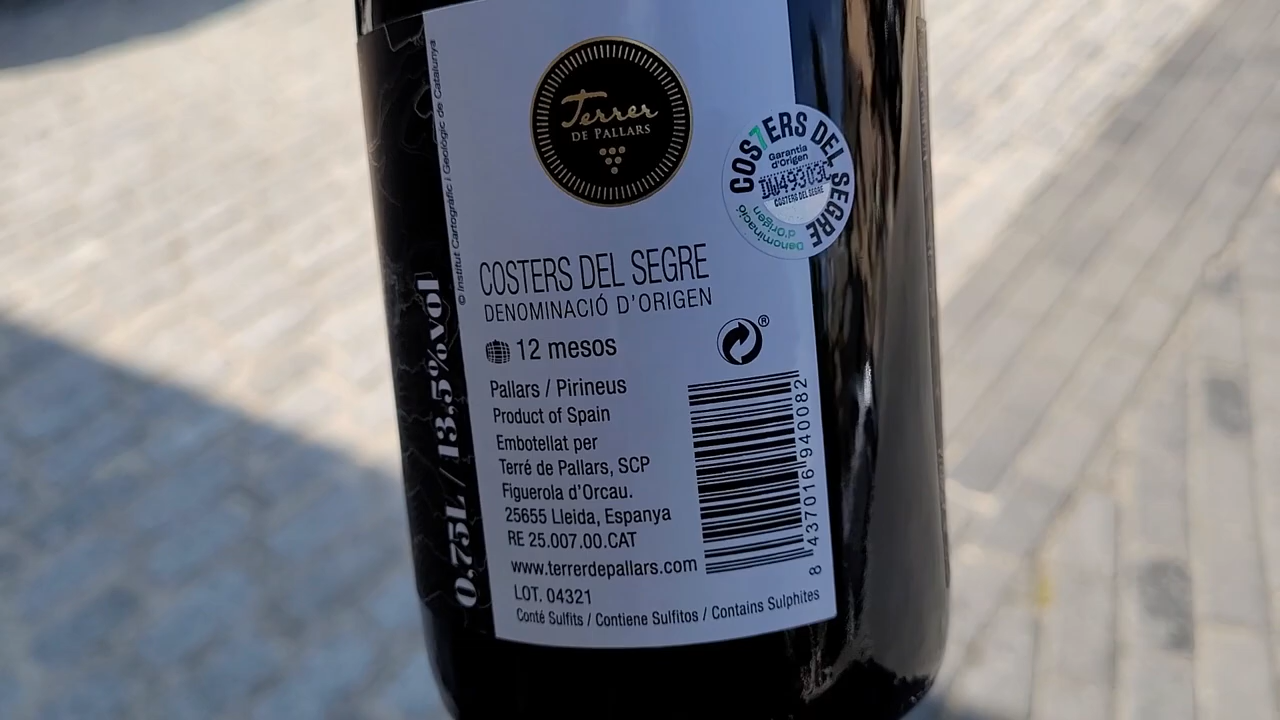 Terrer
DE PALLARS
COS7ERS DEL SEGRE
Garantia
d'Origen
DU49303C
COSTERS DEL SEGRE
Denominació
d'Origen
COSTERS DEL SEGRE
DENOMINACIÓ D'ORIGEN
12 mesos
®
Pallars / Pirineus
Product of Spain
Embotellat per
Terré de Pallars, SCP
Figuerola d'Orcau.
25655 Lleida, Espanya
RE 25.007.00.CAT
www.terrerdepallars.com
LOT. 04321
Conté Sulfits / Contiene Sulfitos / Contains Sulphites
8 437016 940082
0.75L / 13.5%vol
© Institut Cartogràfic i Geològic de Catalunya